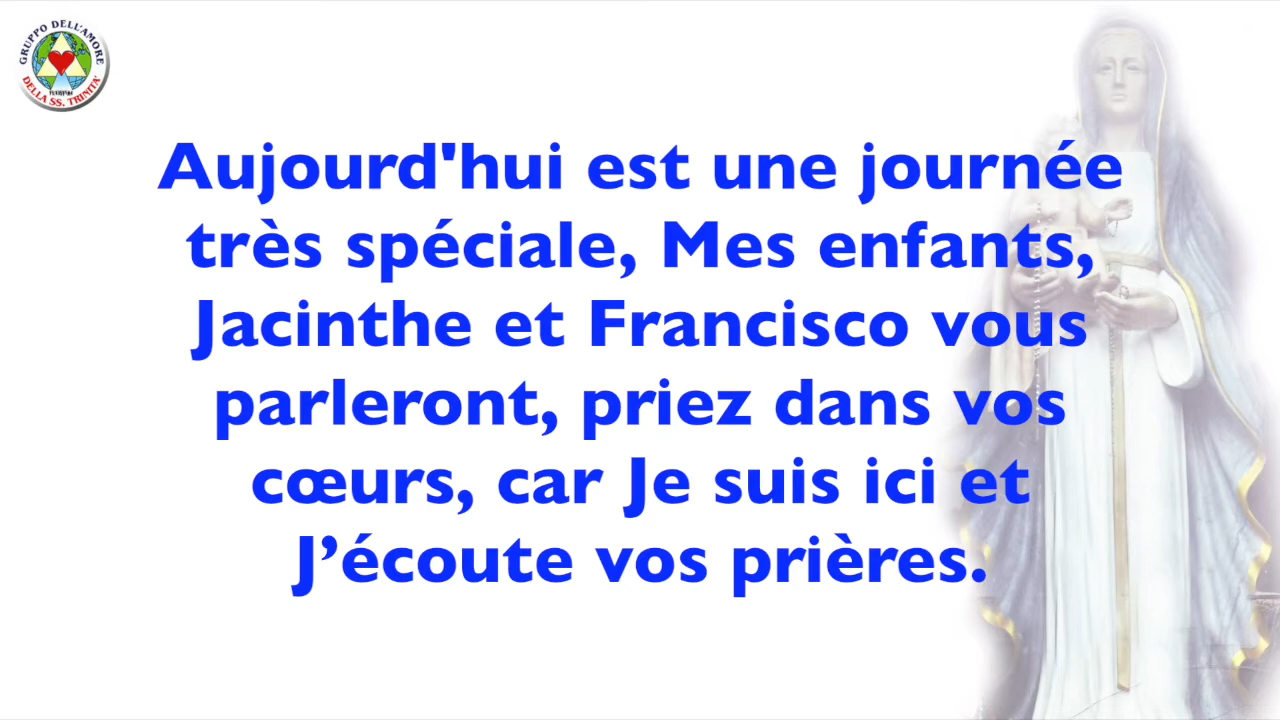 GRUPPO DELL'AMORE
DELLA SS. TRINITA'
Aujourd'hui est une journée
très spéciale, Mes enfants,
Jacinthe et Francisco vous
parleront, priez dans vos
cœurs, car Je suis ici et
J’écoute vos prières.